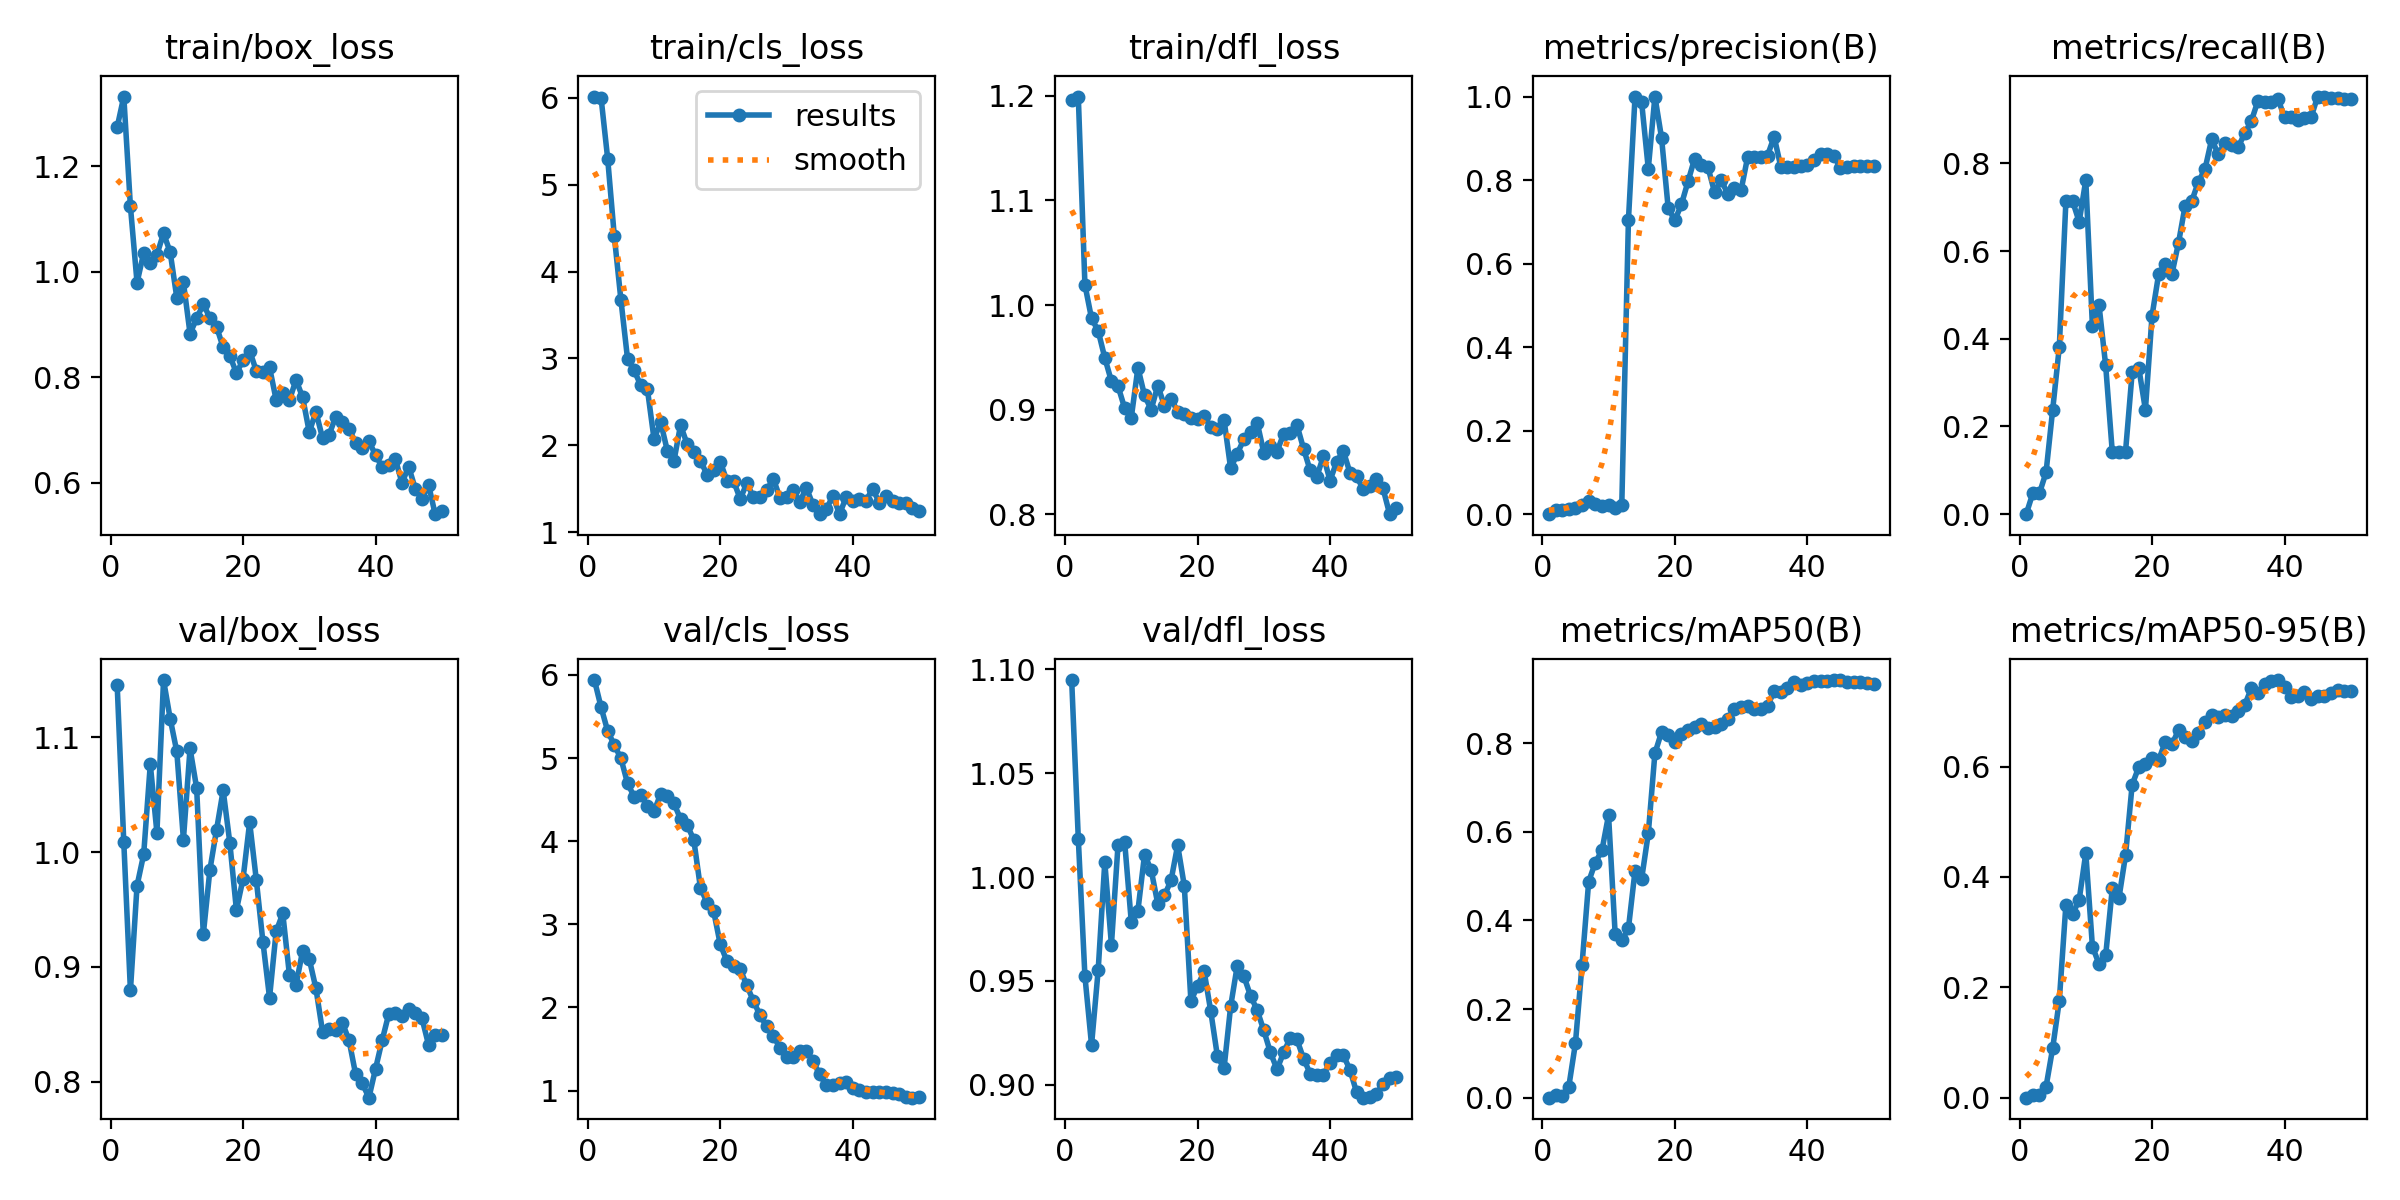 train/box_loss
1.2
1.0
0.8
0.6
0 20 40
train/cls_loss
results
smooth
6
5
4
3
2
1
0 20 40
train/dfl_loss
1.2
1.1
1.0
0.9
0.8
0 20 40
metrics/precision(B)
1.0
0.8
0.6
0.4
0.2
0.0
0 20 40
metrics/recall(B)
0.8
0.6
0.4
0.2
0.0
0 20 40
val/box_loss
1.1
1.0
0.9
0.8
0 20 40
val/cls_loss
6
5
4
3
2
1
0 20 40
val/dfl_loss
1.10
1.05
1.00
0.95
0.90
0 20 40
metrics/mAP50(B)
0.8
0.6
0.4
0.2
0.0
0 20 40
metrics/mAP50-95(B)
0.6
0.4
0.2
0.0
0 20 40